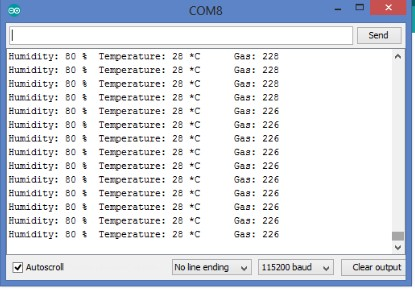 COM8
Send
Humidity: 80 %  Temperature: 28 *C      Gas: 228
Humidity: 80 %  Temperature: 28 *C      Gas: 228
Humidity: 80 %  Temperature: 28 *C      Gas: 228
Humidity: 80 %  Temperature: 28 *C      Gas: 228
Humidity: 80 %  Temperature: 28 *C      Gas: 226
Humidity: 80 %  Temperature: 28 *C      Gas: 226
Humidity: 80 %  Temperature: 28 *C      Gas: 226
Humidity: 80 %  Temperature: 28 *C      Gas: 226
Humidity: 80 %  Temperature: 28 *C      Gas: 226
Humidity: 80 %  Temperature: 28 *C      Gas: 226
Humidity: 80 %  Temperature: 28 *C      Gas: 226
Humidity: 80 %  Temperature: 28 *C      Gas: 226
Humidity: 80 %  Temperature: 28 *C      Gas: 226
Humidity: 80 %  Temperature: 28 *C      Gas: 226
Autoscroll No line ending 115200 baud Clear output